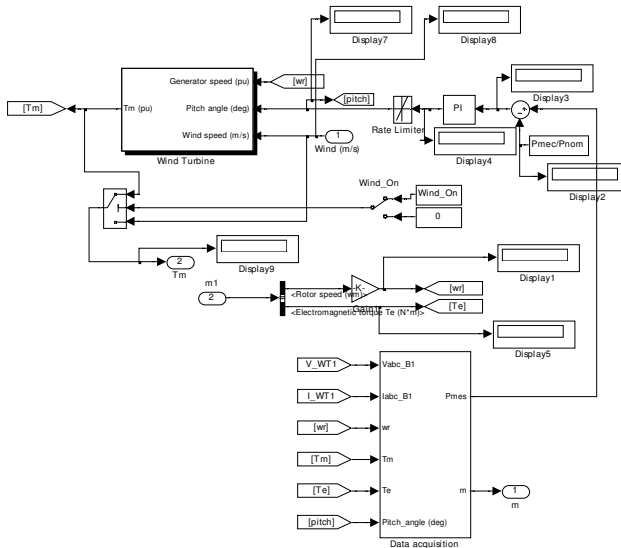 Display7
Display8
Generator speed (pu)
[wr]
[Tm]
Tm (pu)
Pitch angle (deg)
[pitch]
Wind speed (m/s)
1
Wind (m/s)
Wind Turbine
Rate Limiter
PI
Display3
Display4
Pmec/Pnom
Display2
Wind_On
Wind_On
0
2
Tm
Display9
m1
2
<Rotor speed (wm)>
-K-
Gain1
<Electromagnetic torque Te (N*m)>
Display1
[wr]
[Te]
Display5
V_WT1
Vabc_B1
I_WT1
Iabc_B1
Pmes
[wr]
wr
[Tm]
Tm
[Te]
Te
m
1
m
[pitch]
Pitch_angle (deg)
Data acquisition